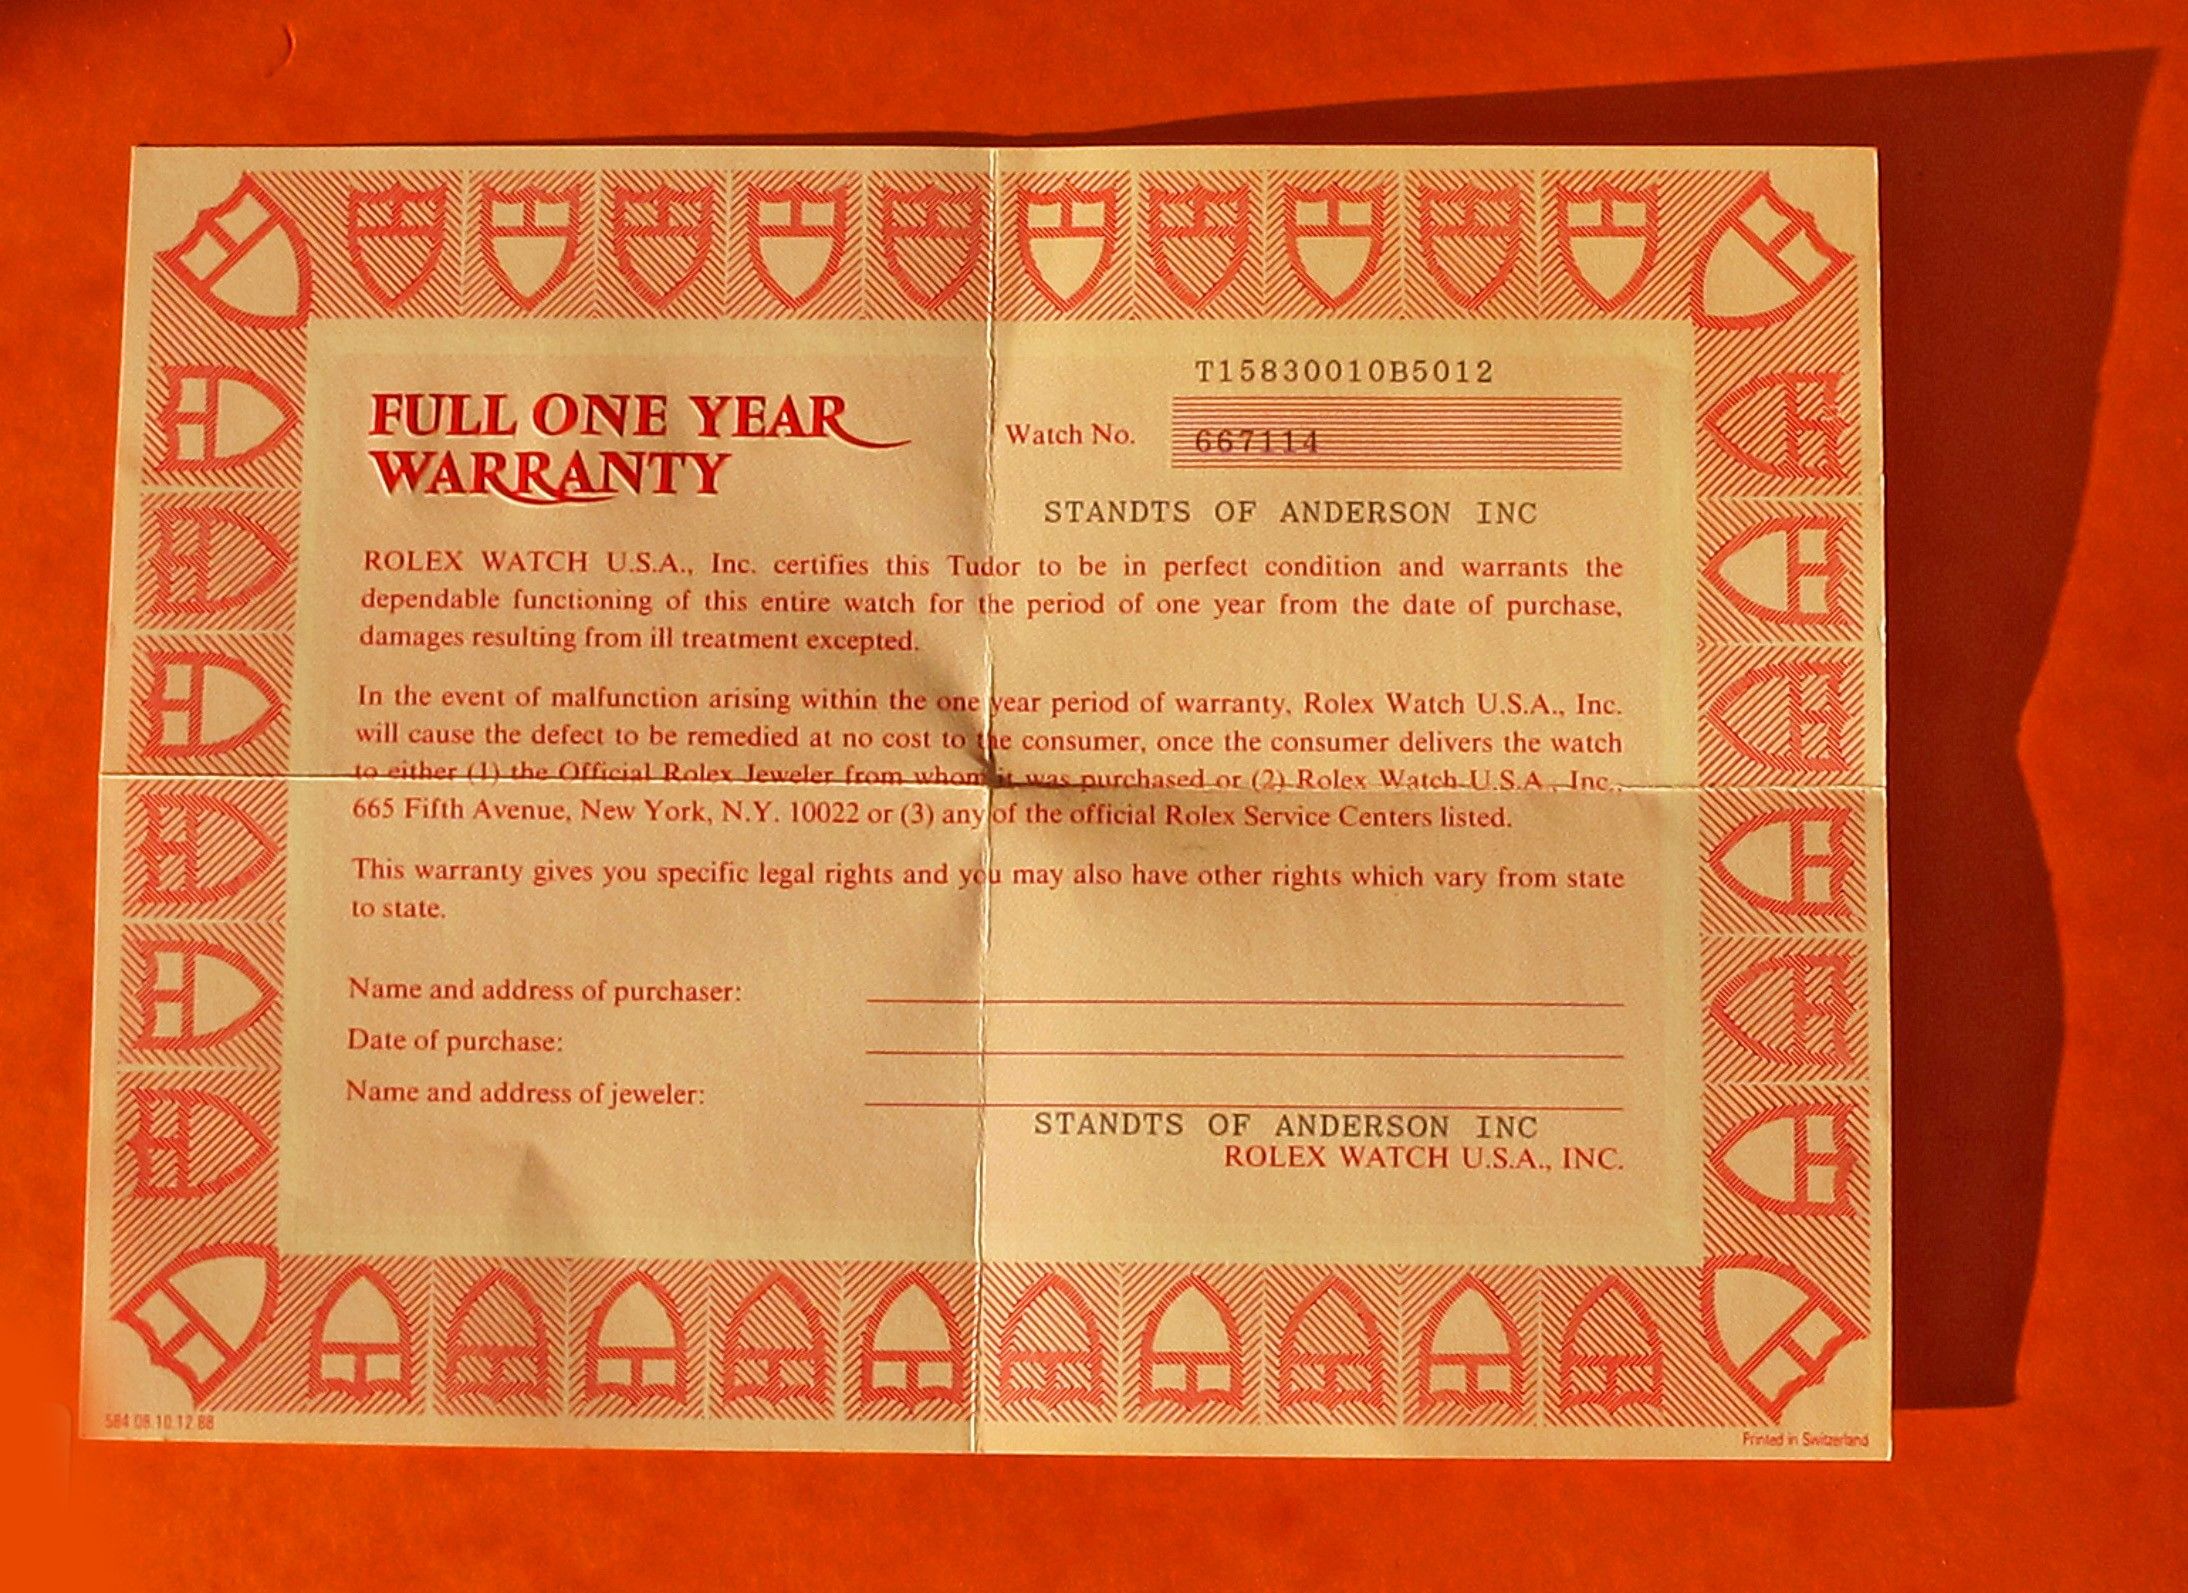 T15830010B5012
FULL ONE YEAR
WARRANTY
Watch No.
667114
STANDTS OF ANDERSON INC
ROLEX WATCH U.S.A., Inc. certifies this Tudor to be in perfect condition and warrants the
dependable functioning of this entire watch for the period of one year from the date of purchase,
damages resulting from ill treatment excepted.
In the event of malfunction arising within the one year period of warranty, Rolex Watch U.S.A., Inc.
will cause the defect to be remedied at no cost to the consumer, once the consumer delivers the watch
to either (1) the Official Rolex Jeweler from whom it was purchased or (2) Rolex Watch U.S.A., Inc.,
665 Fifth Avenue, New York, N.Y. 10022 or (3) any of the official Rolex Service Centers listed.
This warranty gives you specific legal rights and you may also have other rights which vary from state
to state.
Name and address of purchaser:
Date of purchase:
Name and address of jeweler:
STANDTS OF ANDERSON INC
ROLEX WATCH U.S.A., INC.
564.08.10.12.88
Printed in Switzerland